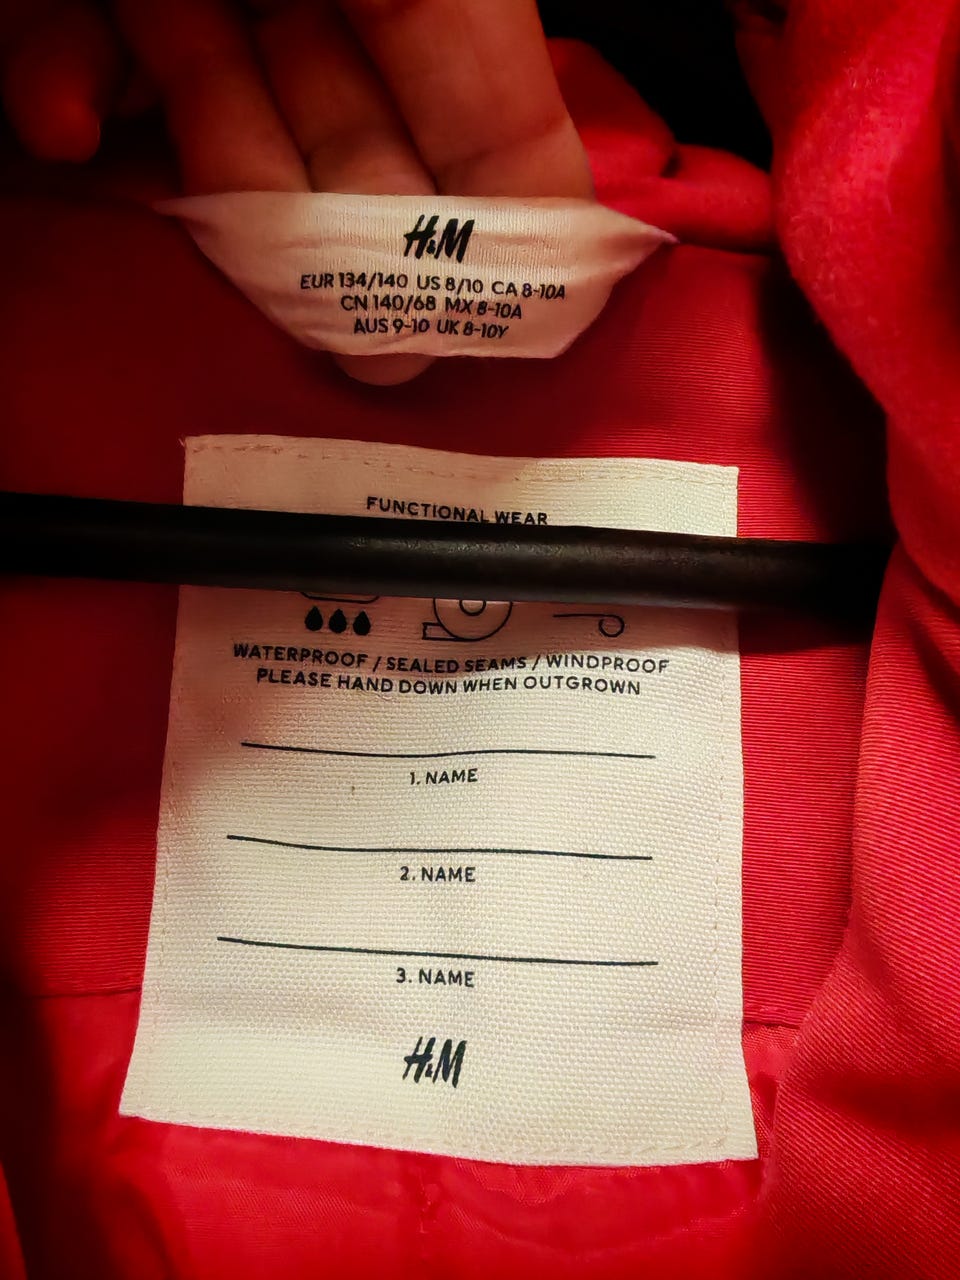 H&M
EUR 134/140 US 8/10 CA 8-10A
CN 140/68 MX 8-10A
AUS 9-10 UK 8-10Y
FUNCTIONAL WEAR
WATERPROOF / SEALED SEAMS / WINDPROOF
PLEASE HAND DOWN WHEN OUTGROWN
1. NAME
2. NAME
3. NAME
H&M